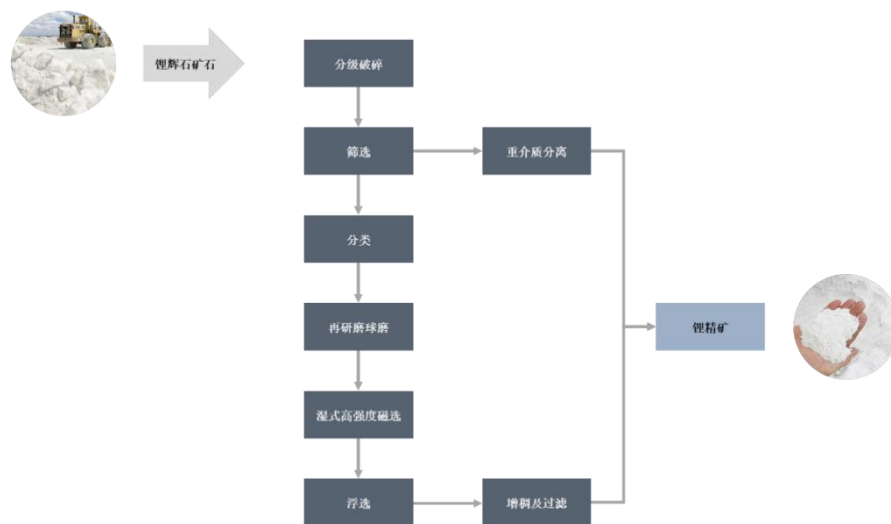 锂辉石矿石
分级破碎
筛选
重介质分离
分类
再研磨球磨
锂精矿
湿式高强度磁选
浮选
增稠及过滤